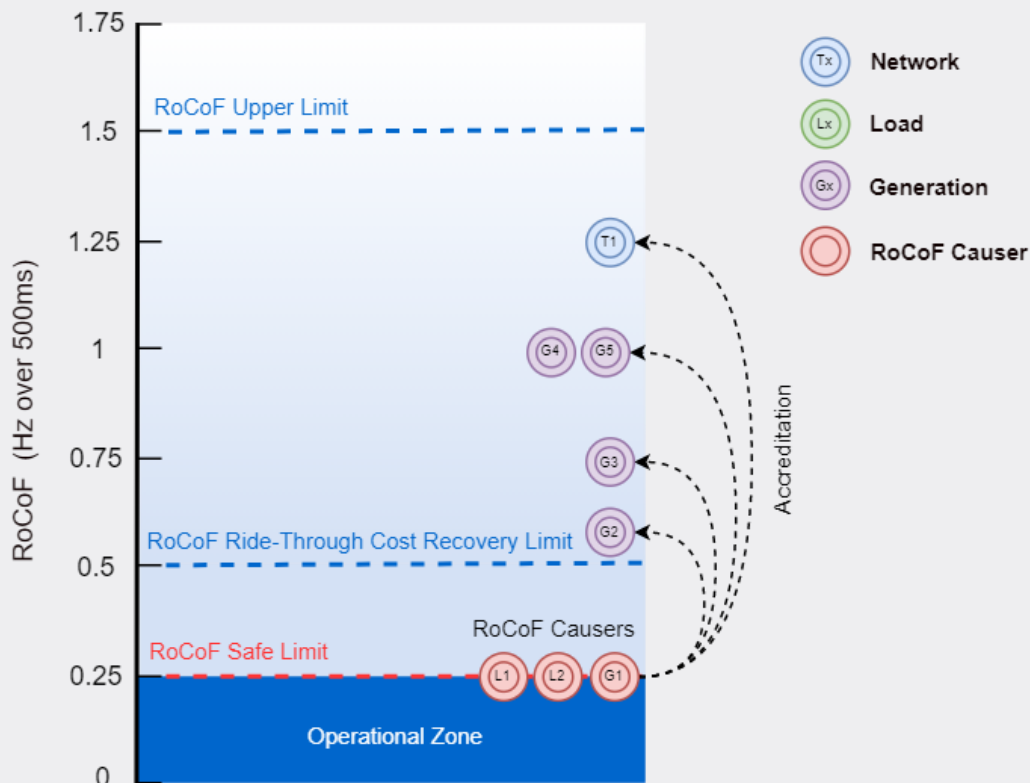 1.75
RoCoF Upper Limit
1.5
1.25
T1
1
G4 G5
0.75
G3
G2
RoCoF Ride-Through Cost Recovery Limit
0.5
RoCoF Causers
RoCoF Safe Limit
0.25
L1 L2 G1
Operational Zone
0
RoCoF (Hz over 500ms)
Accreditation
Tx Network
Lx Load
Gx Generation
RoCoF Causer